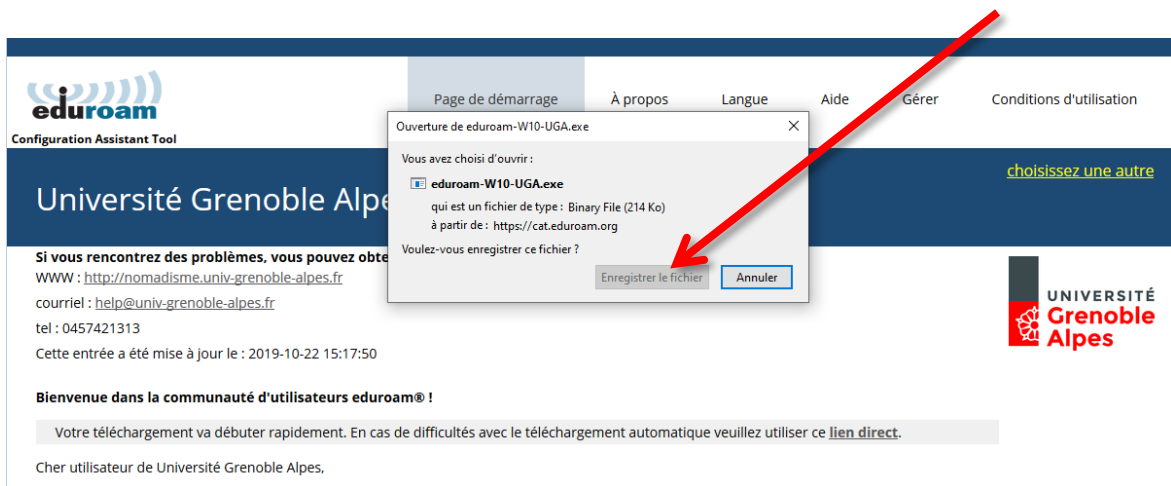 eduroam
Configuration Assistant Tool
Page de démarrage
À propos
Langue
Aide
Gérer
Conditions d'utilisation
choisissez une autre
Université Grenoble Alpe
Ouverture de eduroam-W10-UGA.exe
Vous avez choisi d'ouvrir :
eduroam-W10-UGA.exe
qui est un fichier de type : Binary File (214 Ko)
à partir de : https://cat.eduroam.org
Voulez-vous enregistrer ce fichier ?
Enregistrer le fichier
Annuler
Si vous rencontrez des problèmes, vous pouvez obte
WWW : http://nomadisme.univ-grenoble-alpes.fr
courriel : help@univ-grenoble-alpes.fr
tel : 0457421313
Cette entrée a été mise à jour le : 2019-10-22 15:17:50
UNIVERSITÉ
Grenoble
Alpes
Bienvenue dans la communauté d'utilisateurs eduroam® !
Votre téléchargement va débuter rapidement. En cas de difficultés avec le téléchargement automatique veuillez utiliser ce lien direct.
Cher utilisateur de Université Grenoble Alpes,